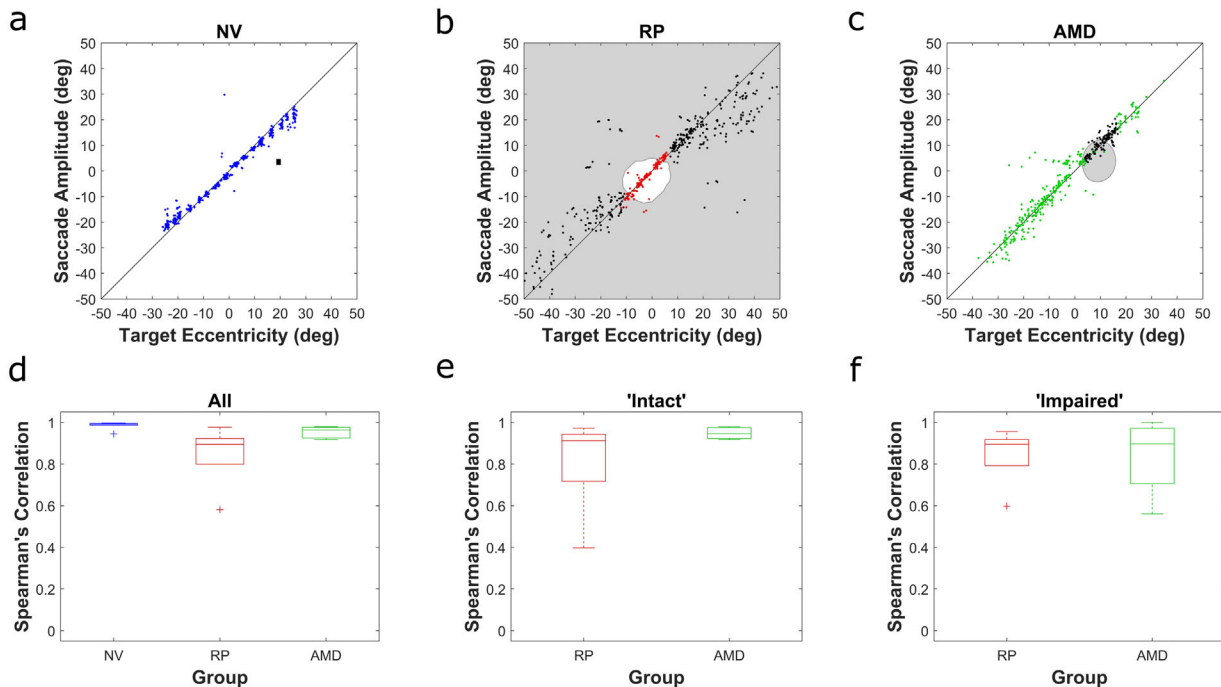 a
NV
50
40
30
20
10
0
-10
-20
-30
-40
-50
-50 -40 -30 -20 -10 0 10 20 30 40 50
Saccade Amplitude (deg)
Target Eccentricity (deg)
b
RP
50
40
30
20
10
0
-10
-20
-30
-40
-50
-50 -40 -30 -20 -10 0 10 20 30 40 50
Saccade Amplitude (deg)
Target Eccentricity (deg)
c
AMD
50
40
30
20
10
0
-10
-20
-30
-40
-50
-50 -40 -30 -20 -10 0 10 20 30 40 50
Saccade Amplitude (deg)
Target Eccentricity (deg)
d
All
1
0.8
0.6
0.4
0.2
0
NV RP AMD
Spearman's Correlation
Group
e
'Intact'
1
0.8
0.6
0.4
0.2
0
RP AMD
Spearman's Correlation
Group
f
'Impaired'
1
0.8
0.6
0.4
0.2
0
RP AMD
Spearman's Correlation
Group